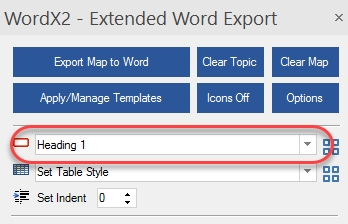 WordX2 - Extended Word Export
Export Map to Word Clear Topic Clear Map
Apply/Manage Templates Icons Off Options
Heading 1
Set Table Style
Set Indent 0